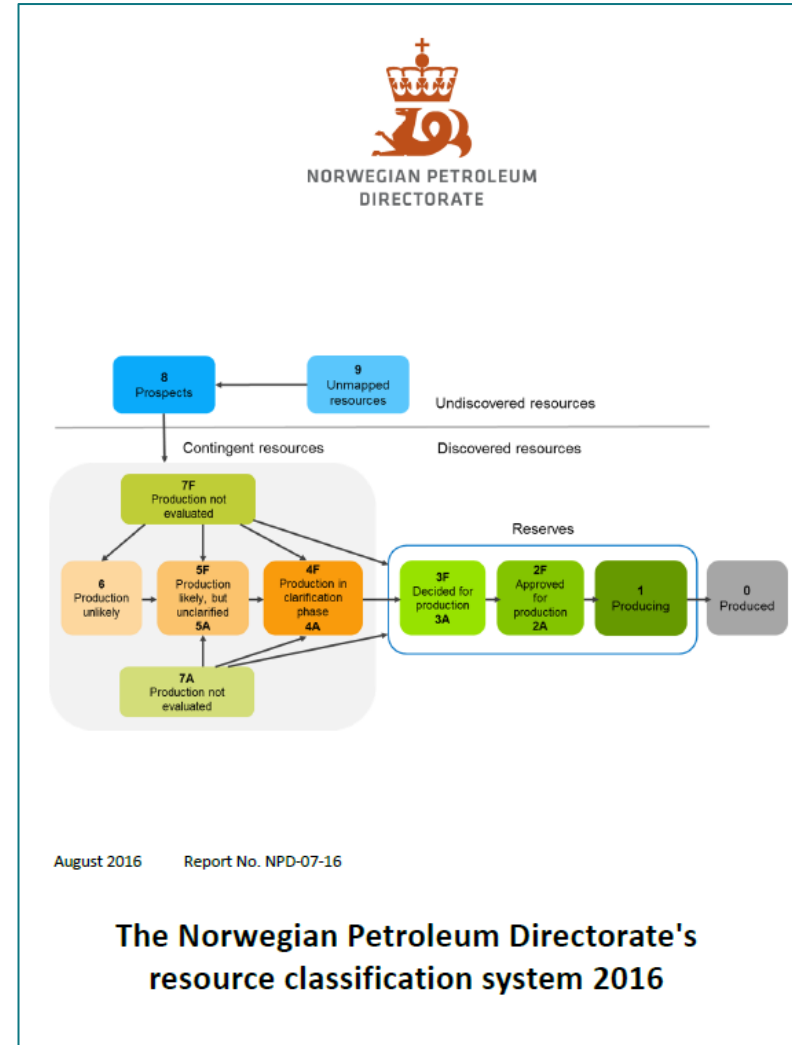 NORWEGIAN PETROLEUM
DIRECTORATE
8
Prospects
9
Unmapped
resources
Undiscovered resources
Contingent resources
Discovered resources
7F
Production not
evaluated
Reserves
6
Production
unlikely
5F
Production
likely, but
unclarified
5A
4F
Production in
clarification
phase
4A
3F
Decided for
production
3A
2F
Approved
for
production
2A
1
Producing
0
Produced
7A
Production not
evaluated
August 2016 Report No. NPD-07-16
The Norwegian Petroleum Directorate's
resource classification system 2016